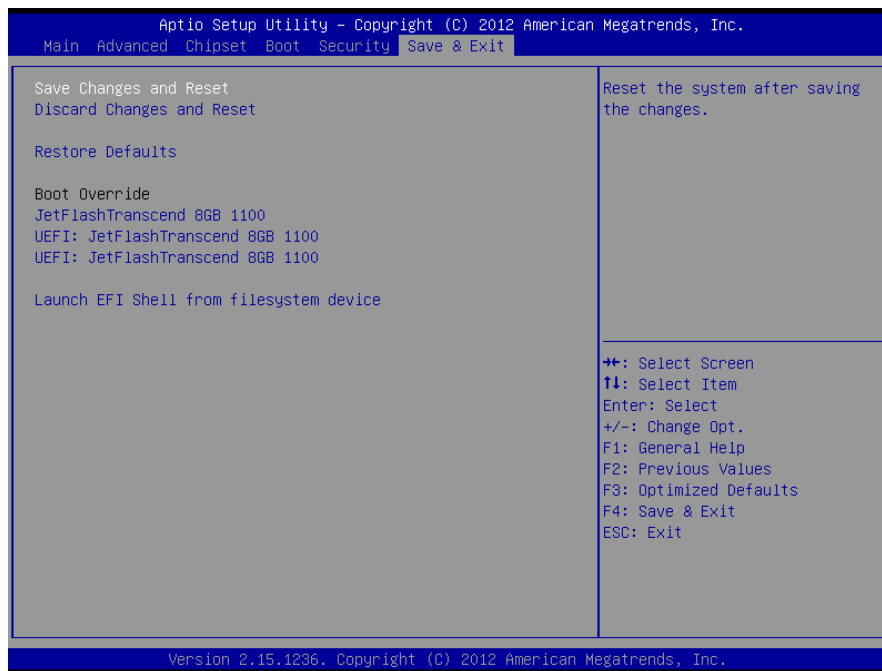 Aptio Setup Utility – Copyright (C) 2012 American Megatrends, Inc.
Main Advanced Chipset Boot Security Save & Exit
Save Changes and Reset
Discard Changes and Reset
Restore Defaults
Boot Override
JetFlashTranscend 8GB 1100
UEFI: JetFlashTranscend 8GB 1100
UEFI: JetFlashTranscend 8GB 1100
Launch EFI Shell from filesystem device
Reset the system after saving
the changes.
→←: Select Screen
↑↓: Select Item
Enter: Select
+/-: Change Opt.
F1: General Help
F2: Previous Values
F3: Optimized Defaults
F4: Save & Exit
ESC: Exit
Version 2.15.1236. Copyright (C) 2012 American Megatrends, Inc.